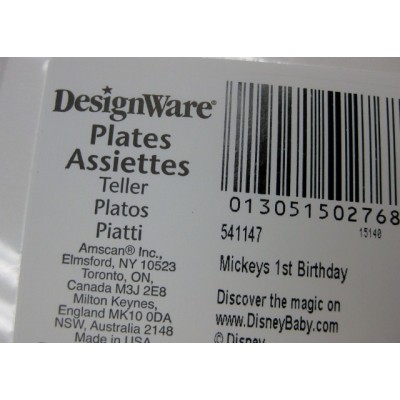 DesignWare®
Plates
Assiettes
Teller
Platos
Piatti
Amscan® Inc.,
Elmsford, NY 10523
Toronto, ON,
Canada M3J 2E8
Milton Keynes,
England MK10 0DA
NSW, Australia 2148
Made in USA
013051502768
541147
15140
Mickeys 1st Birthday
Discover the magic on
www.DisneyBaby.com
© Disney